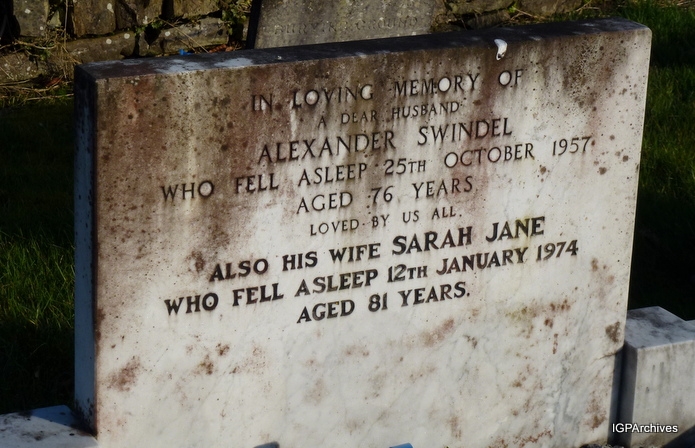 IN LOVING MEMORY OF
A DEAR HUSBAND
ALEXANDER SWINDEL
WHO FELL ASLEEP 25TH OCTOBER 1957
AGED 76 YEARS
LOVED BY US ALL.
ALSO HIS WIFE SARAH JANE
WHO FELL ASLEEP 12TH JANUARY 1974
AGED 81 YEARS.
IGPArchives